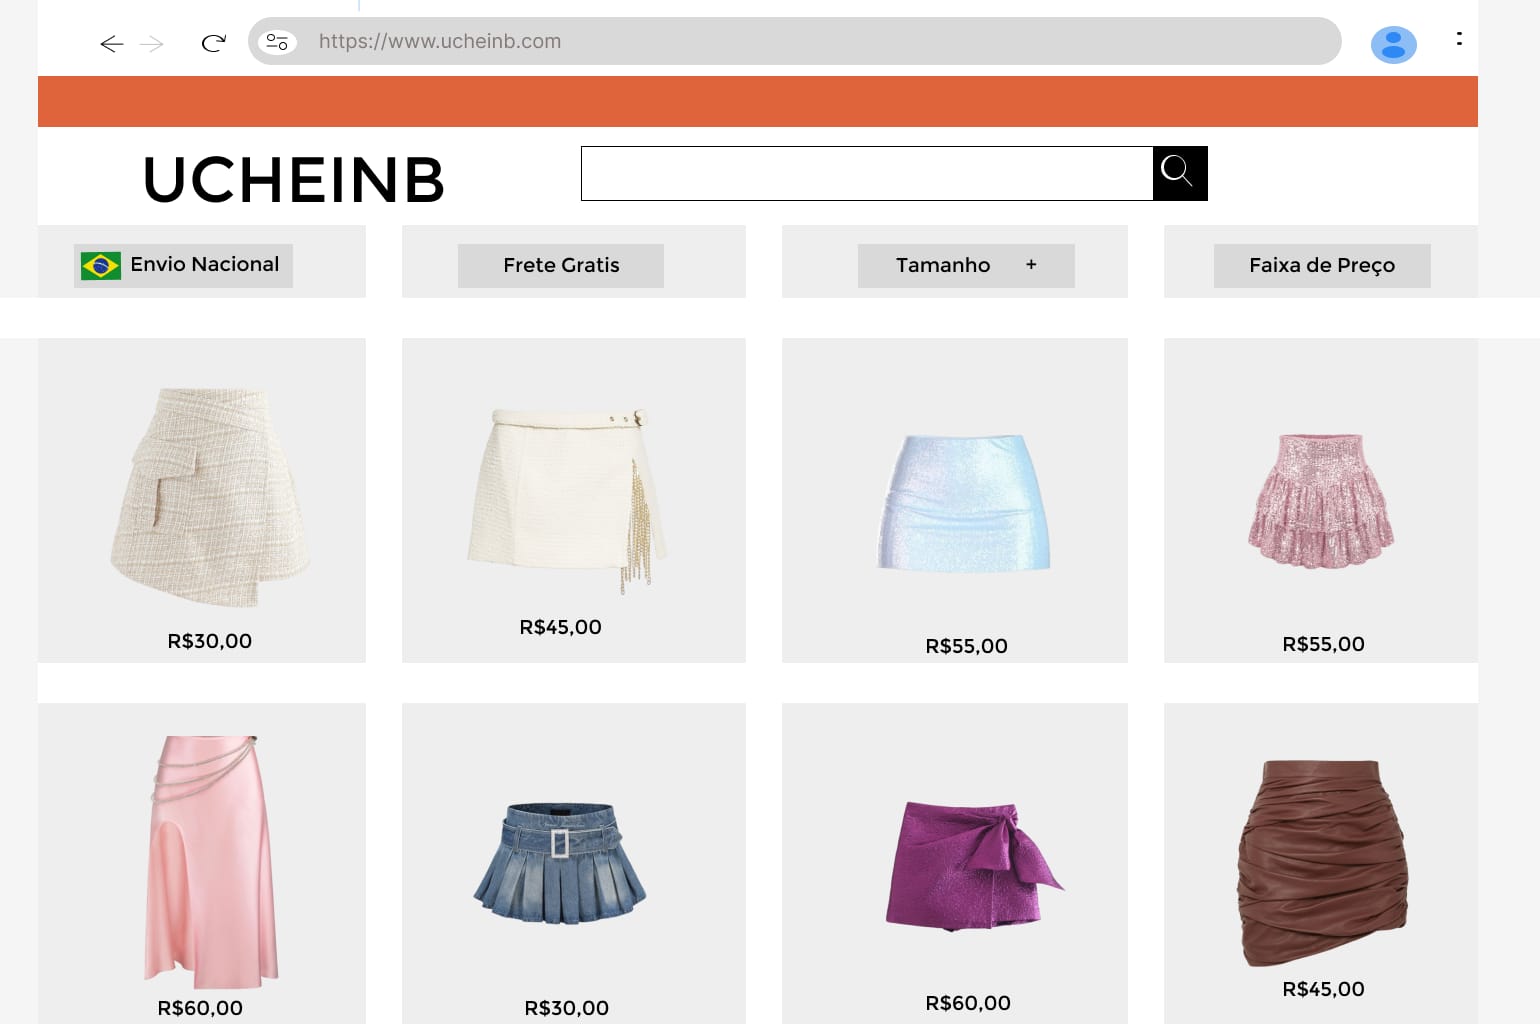 https://www.ucheinb.com
UCHEINB
Envio Nacional
Frete Gratis
Tamanho +
Faixa de Preço
R$30,00
R$45,00
R$55,00
R$55,00
R$60,00
R$30,00
R$60,00
R$45,00